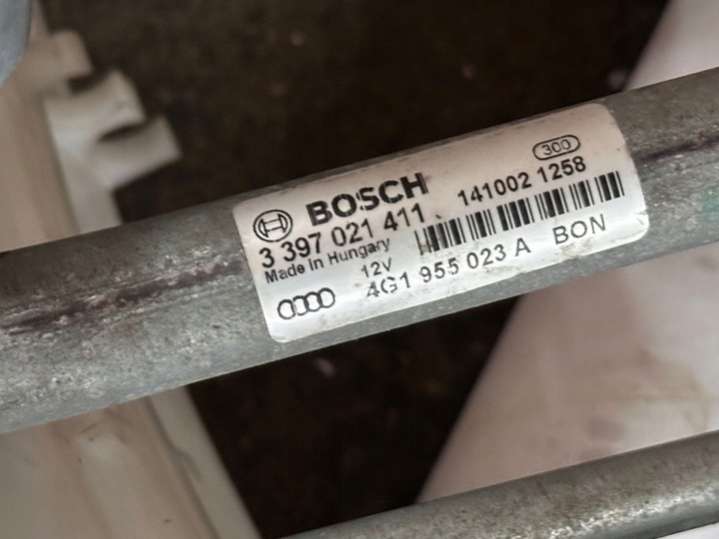 300
BOSCH
141002 1258
3 397 021 411
Made in Hungary
12V
4G1 955 023 A BON